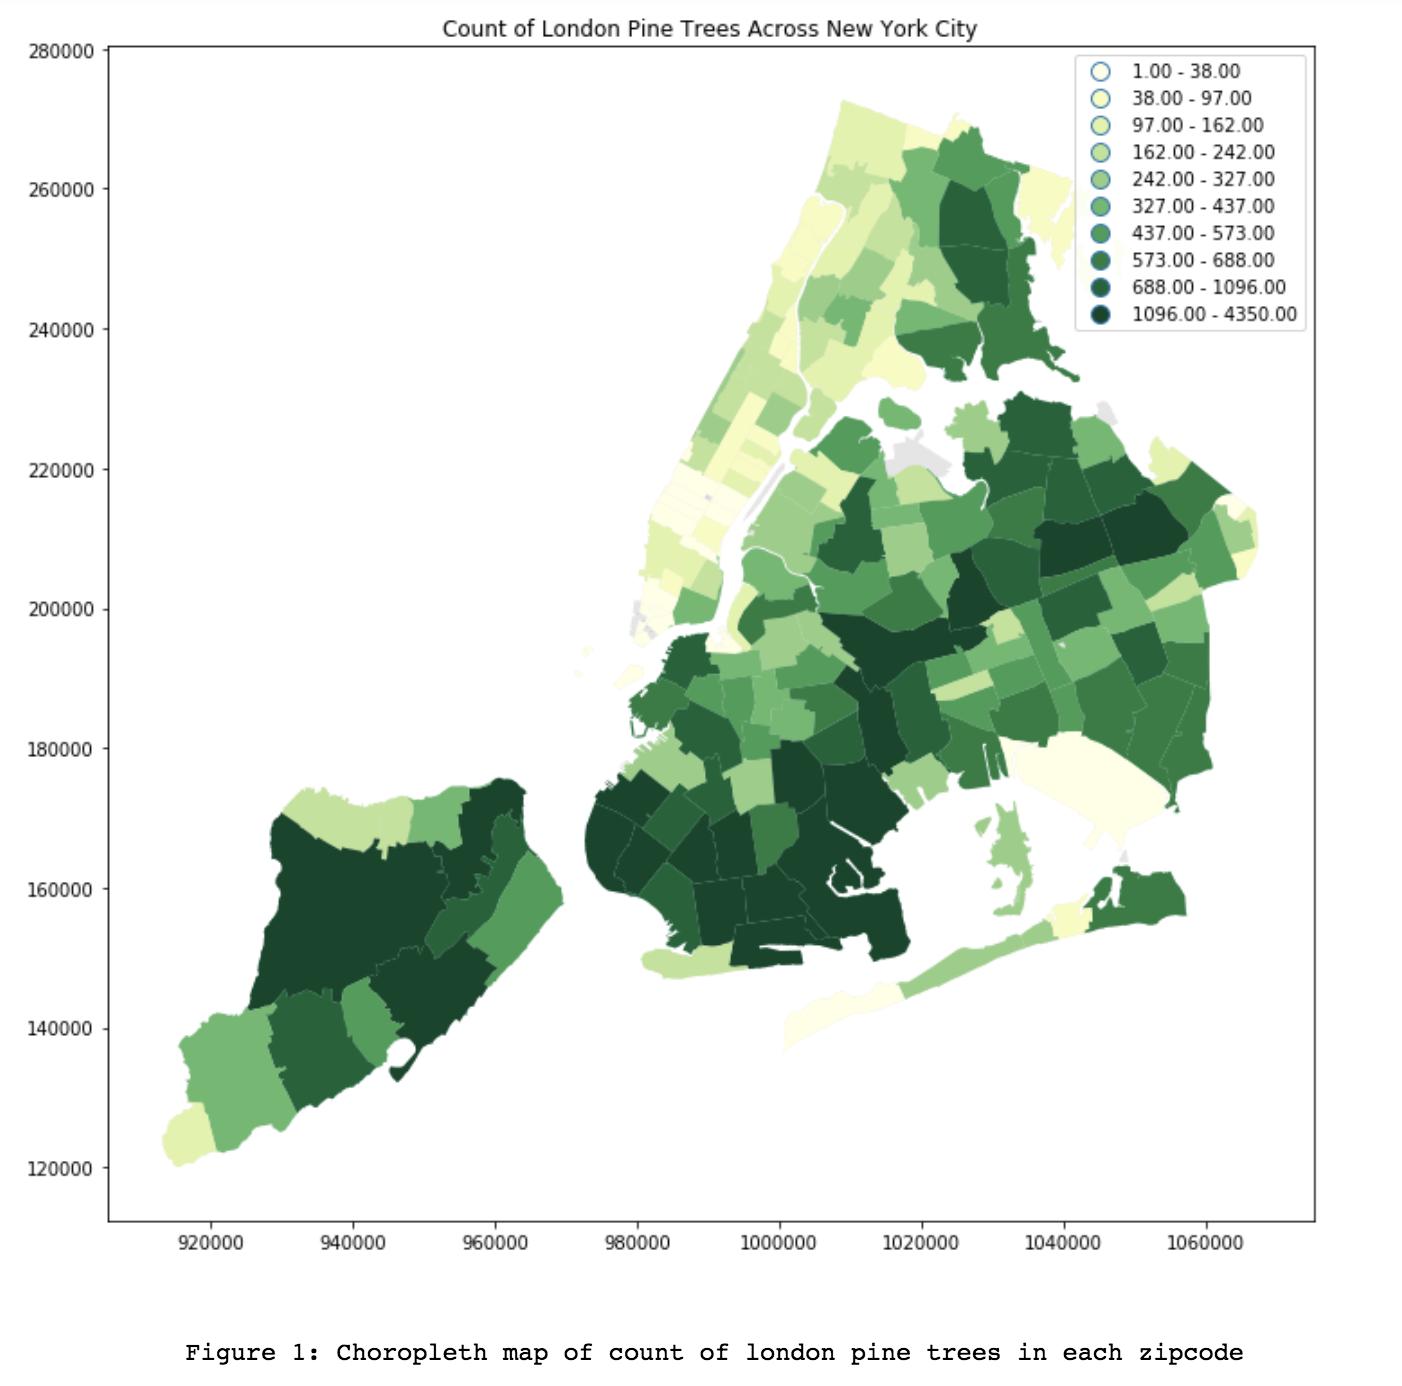 Count of London Pine Trees Across New York City
280000
260000
240000
220000
200000
180000
160000
140000
120000
1.00 - 38.00
38.00 - 97.00
97.00 - 162.00
162.00 - 242.00
242.00 - 327.00
327.00 - 437.00
437.00 - 573.00
573.00 - 688.00
688.00 - 1096.00
1096.00 - 4350.00
920000 940000 960000 980000 1000000 1020000 1040000 1060000
Figure 1: Choropleth map of count of london pine trees in each zipcode